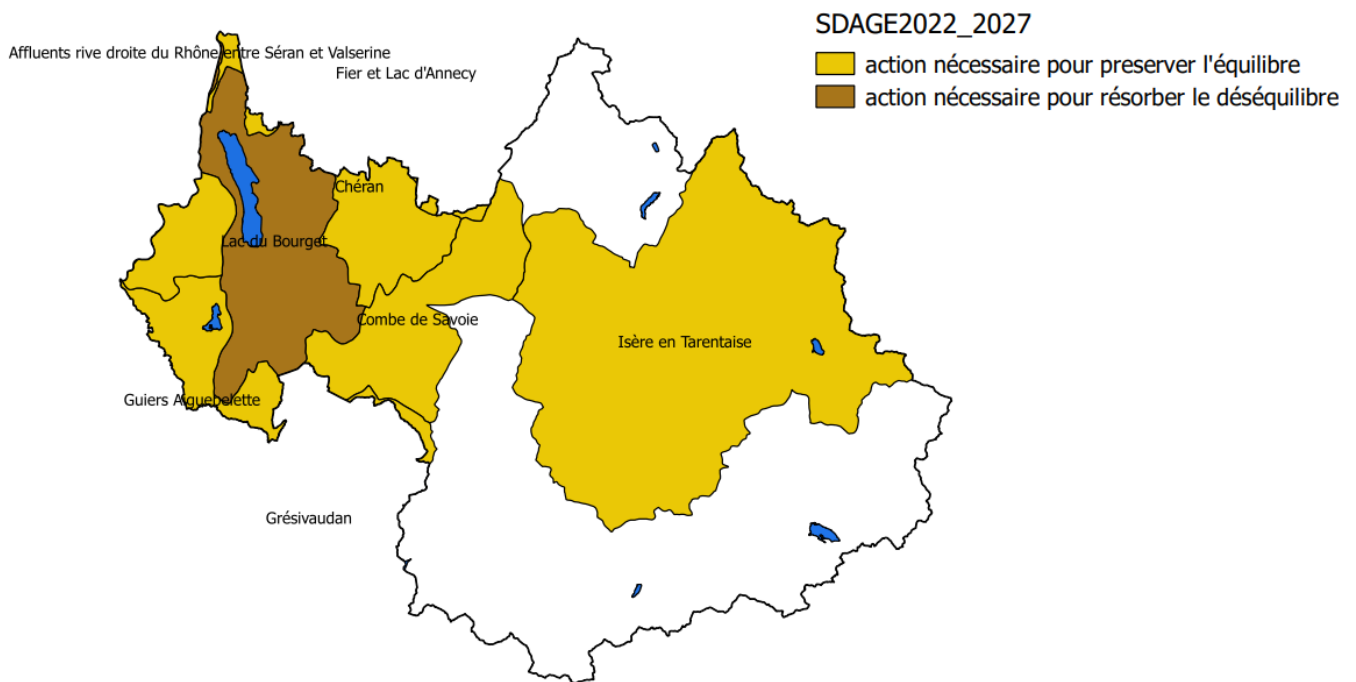 SDAGE2022_2027
action nécessaire pour preserver l'équilibre
action nécessaire pour résorber le déséquilibre
Affluents rive droite du Rhône entre Séran et Valserine
Fier et Lac d'Annecy
Chéran
Lac du Bourget
Combe de Savoie
Isère en Tarentaise
Guiers Aiguebelette
Grésivaudan